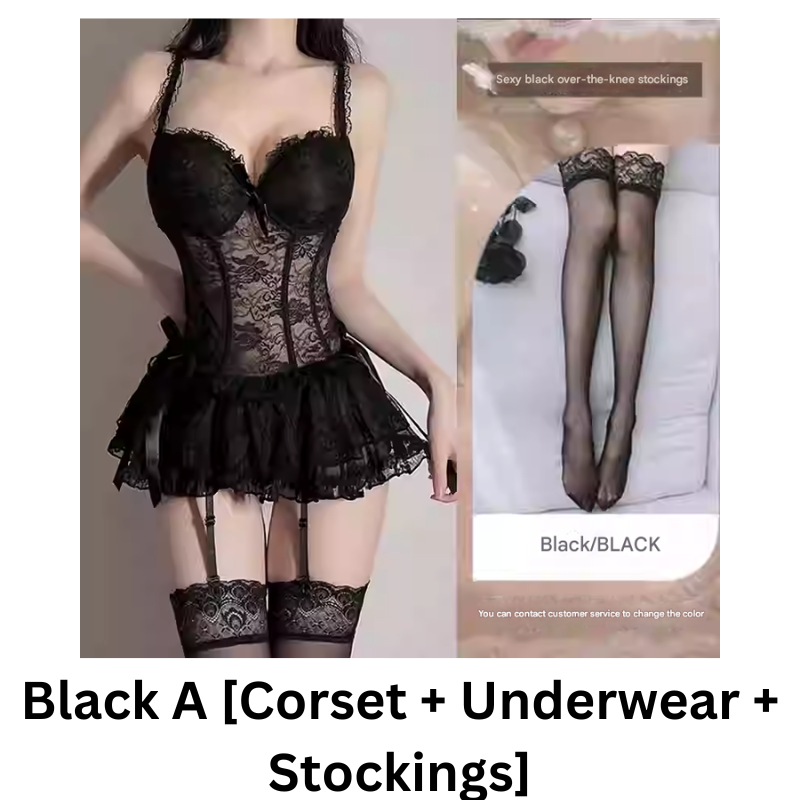 Sexy black over-the-knee stockings
Black/BLACK
You can contact customer service to change the color
Black A [Corset + Underwear +
Stockings]